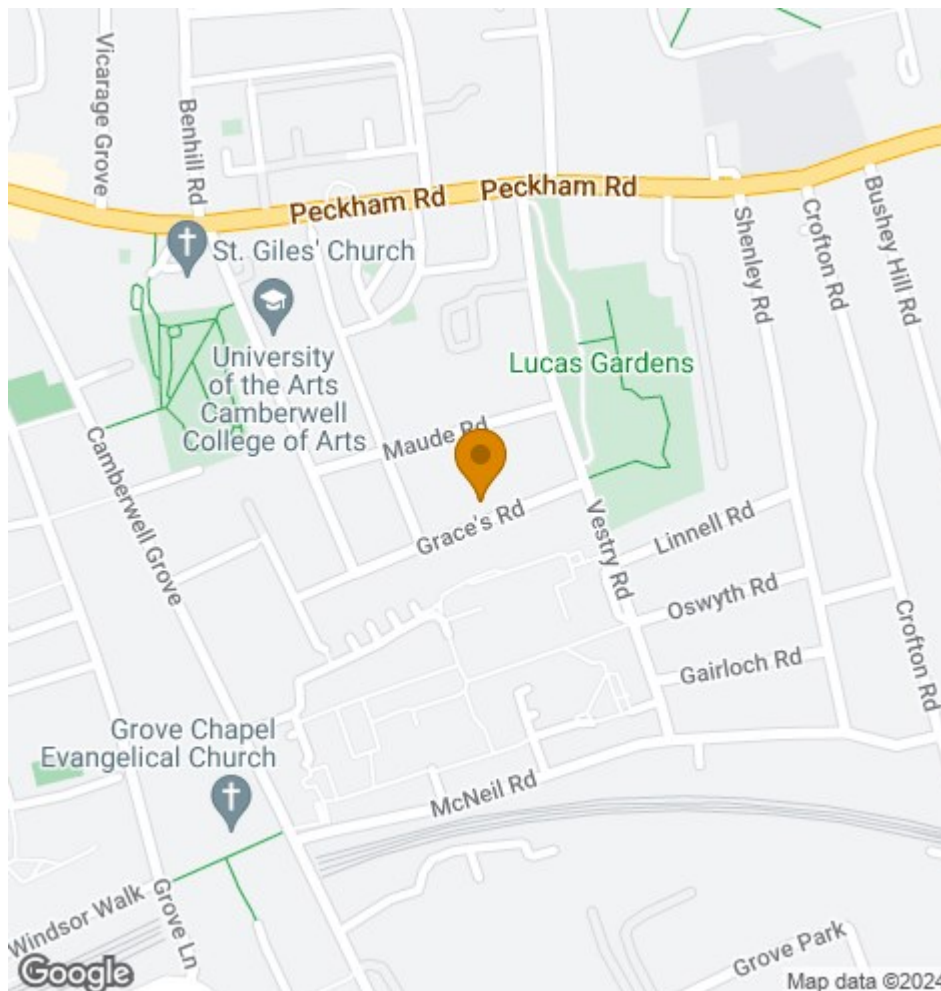 Vicarage Grove
Benhill Rd
Peckham Rd
Peckham Rd
Bushey Hill Rd
Crofton Rd
Shenley Rd
St. Giles' Church
University
of the Arts
Camberwell
College of Arts
Lucas Gardens
Maude Rd
Camberwell Grove
Grace's Rd
Vestry Rd
Linnell Rd
Oswyth Rd
Gairloch Rd
Crofton Rd
Grove Chapel
Evangelical Church
McNeil Rd
Windsor Walk
Grove Ln
Grove Park
Google
Map data ©2024